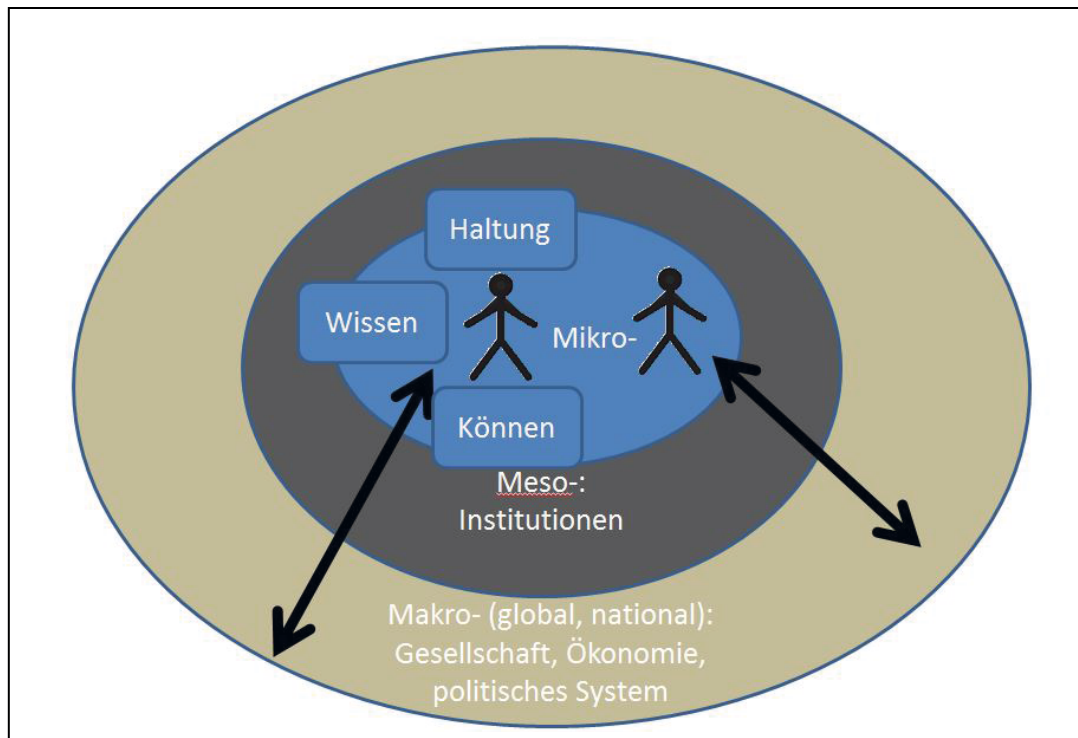 Haltung
Wissen
Mikro-
Können
Meso-:
Institutionen
Makro- (global, national):
Gesellschaft, Ökonomie,
politisches System